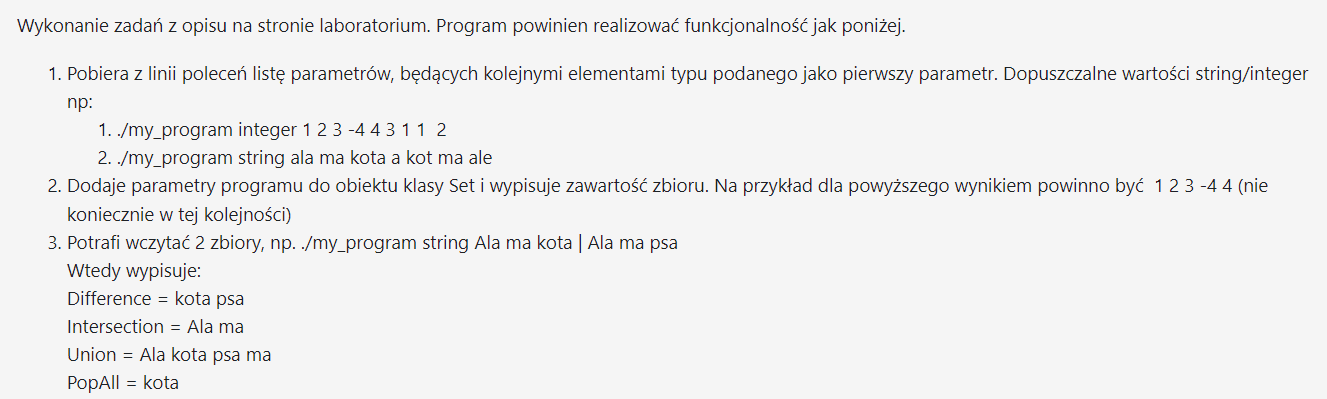 Wykonanie zadań z opisu na stronie laboratorium. Program powinien realizować funkcjonalność jak poniżej.
1. Pobiera z linii poleceń listę parametrów, będących kolejnymi elementami typu podanego jako pierwszy parametr. Dopuszczalne wartości string/integer
np:
1. ./my_program integer 1 2 3 -4 4 3 1 1  2
2. ./my_program string ala ma kota a kot ma ale
2. Dodaje parametry programu do obiektu klasy Set i wypisuje zawartość zbioru. Na przykład dla powyższego wynikiem powinno być  1 2 3 -4 4 (nie
koniecznie w tej kolejności)
3. Potrafi wczytać 2 zbiory, np. ./my_program string Ala ma kota | Ala ma psa
Wtedy wypisuje:
Difference = kota psa
Intersection = Ala ma
Union = Ala kota psa ma
PopAll = kota